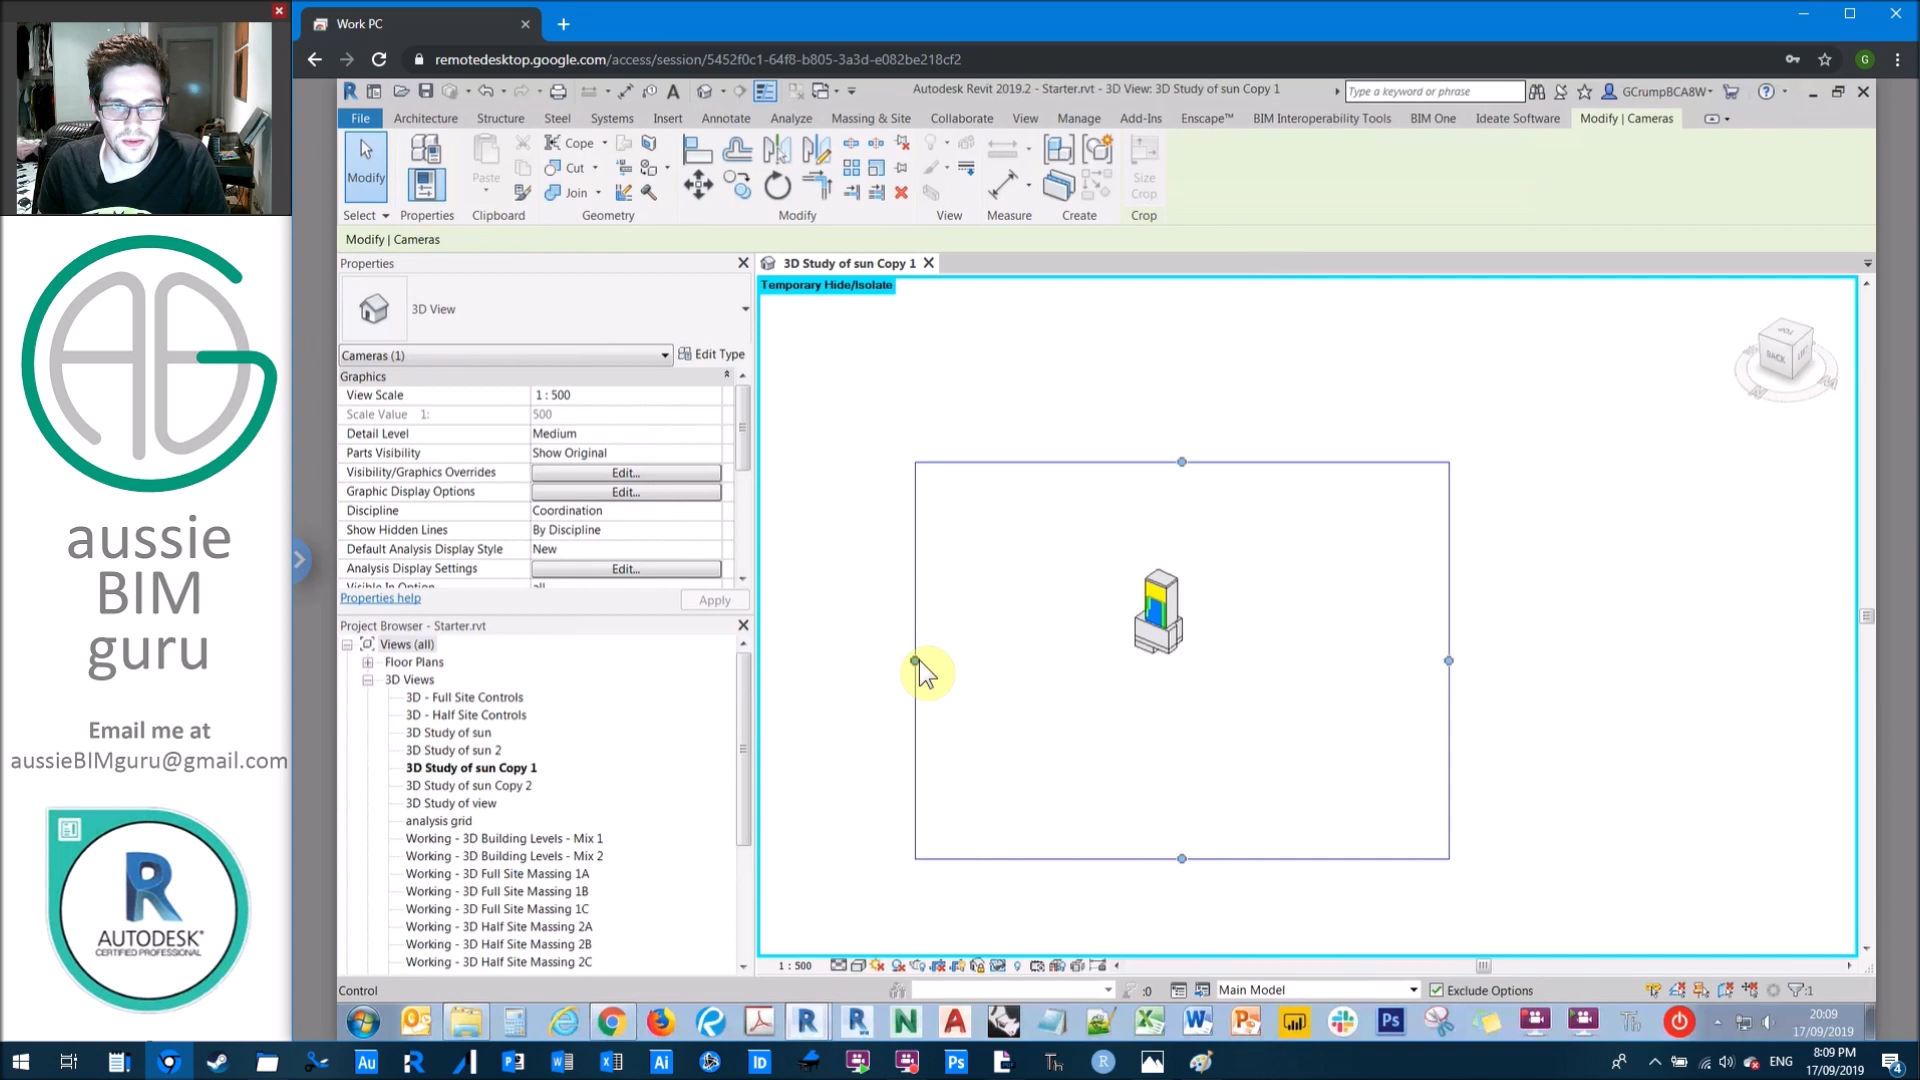 Work PC
remotedesktop.google.com/access/session/5452f0c1-64f8-b805-3a3d-e082be218cf2
G
Autodesk Revit 2019.2 - Starter.rvt - 3D View: 3D Study of sun Copy 1
Type a keyword or phrase
GCrumpBCA8W
File
Architecture
Structure
Steel
Systems
Insert
Annotate
Analyze
Massing & Site
Collaborate
View
Manage
Add-Ins
Enscape™
BIM Interoperability Tools
BIM One
Ideate Software
Modify | Cameras
Modify
Paste
Cope
Cut
Join
Size
Crop
Select
Properties
Clipboard
Geometry
Modify
View
Measure
Create
Crop
Modify | Cameras
Properties
3D View
Cameras (1)
Edit Type
Graphics
View Scale 1 : 500
Scale Value 1: 500
Detail Level Medium
Parts Visibility Show Original
Visibility/Graphics Overrides Edit...
Graphic Display Options Edit...
Discipline Coordination
Show Hidden Lines By Discipline
Default Analysis Display Style New
Analysis Display Settings Edit...
Visible In Option all
Properties help
Apply
Project Browser - Starter.rvt
Views (all)
Floor Plans
3D Views
3D - Full Site Controls
3D - Half Site Controls
3D Study of sun
3D Study of sun 2
3D Study of sun Copy 1
3D Study of sun Copy 2
3D Study of view
analysis grid
Working - 3D Building Levels - Mix 1
Working - 3D Building Levels - Mix 2
Working - 3D Full Site Massing 1A
Working - 3D Full Site Massing 1B
Working - 3D Full Site Massing 1C
Working - 3D Half Site Massing 2A
Working - 3D Half Site Massing 2B
Working - 3D Half Site Massing 2C
3D Study of sun Copy 1
Temporary Hide/Isolate
TOP
BACK
LEFT
1 : 500
Control
:0
Main Model
Exclude Options
:1
20:09
17/09/2019
ENG
8:09 PM
17/09/2019
4
aussie
BIM
guru
Email me at
aussieBIMguru@gmail.com
R
AUTODESK
CERTIFIED PROFESSIONAL